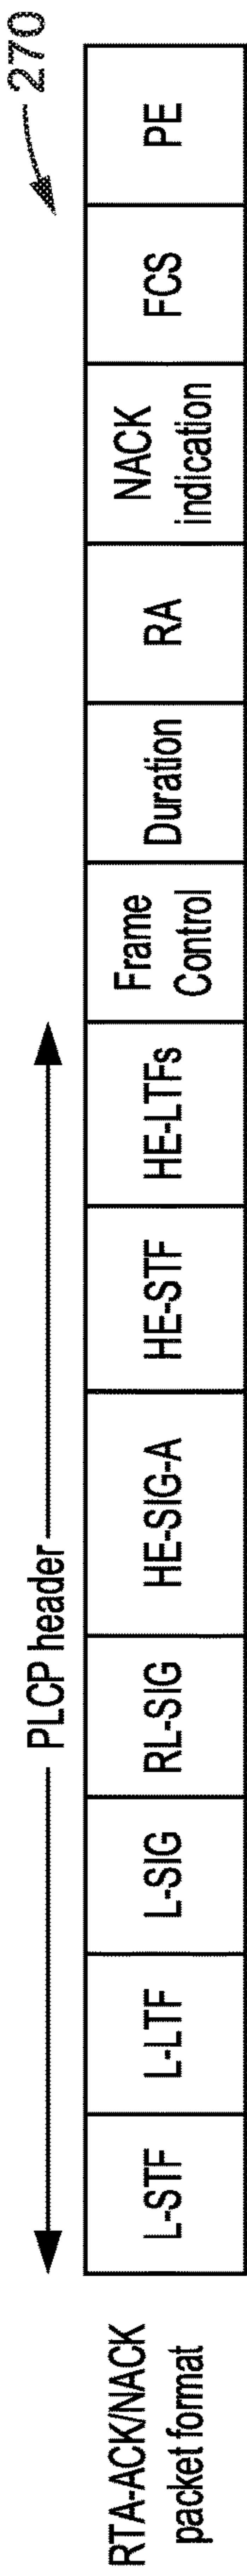 270
PLCP header
RTA-ACK/NACK
packet format
L-STF
L-LTF
L-SIG
RL-SIG
HE-SIG-A
HE-STF
HE-LTFs
Frame
Control
Duration
RA
NACK
indication
FCS
PE